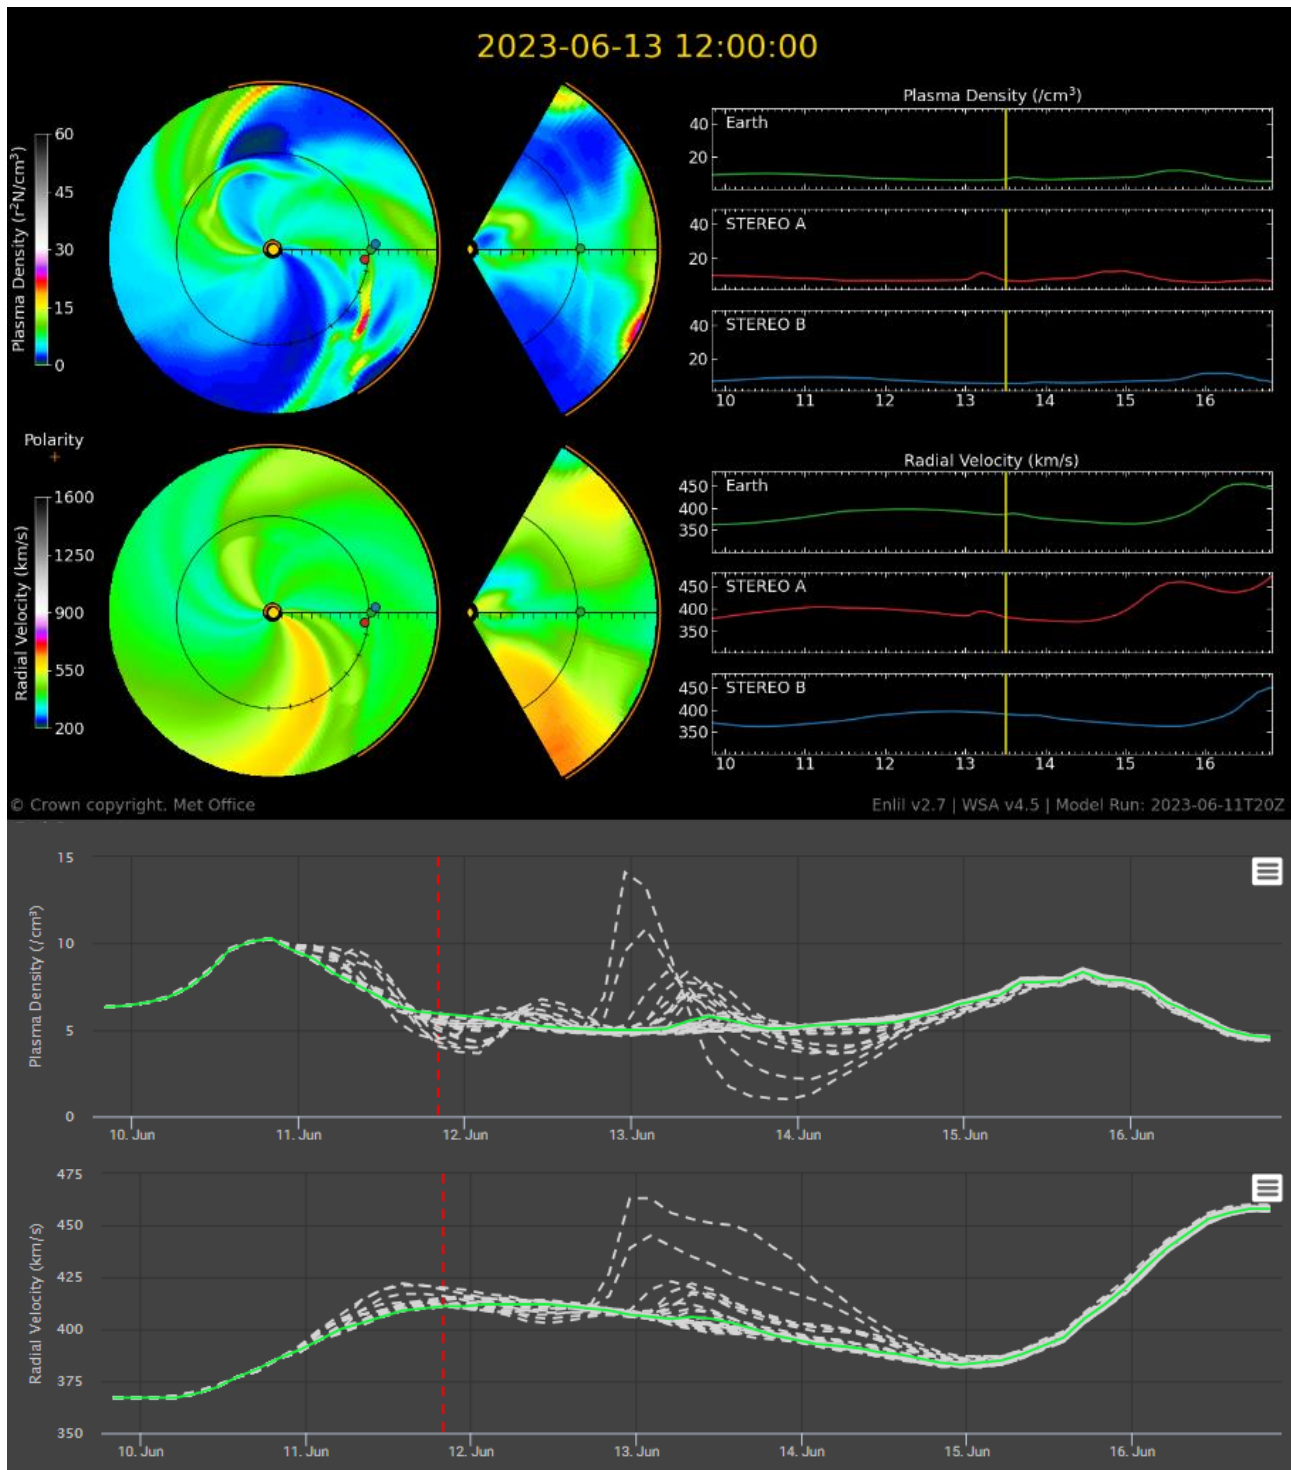 2023-06-13 12:00:00
Plasma Density (r²N/cm³)
60
45
30
15
0
Plasma Density (/cm³)
Earth
40
20
STEREO A
40
20
STEREO B
40
20
10 11 12 13 14 15 16
Polarity
+
Radial Velocity (km/s)
1600
1250
900
550
200
Radial Velocity (km/s)
Earth
450
400
350
STEREO A
450
400
350
STEREO B
450
400
350
10 11 12 13 14 15 16
© Crown copyright. Met Office
Enlil v2.7 | WSA v4.5 | Model Run: 2023-06-11T20Z
Plasma Density (/cm³)
15
10
5
0
10. Jun 11. Jun 12. Jun 13. Jun 14. Jun 15. Jun 16. Jun
Radial Velocity (km/s)
475
450
425
400
375
350
10. Jun 11. Jun 12. Jun 13. Jun 14. Jun 15. Jun 16. Jun